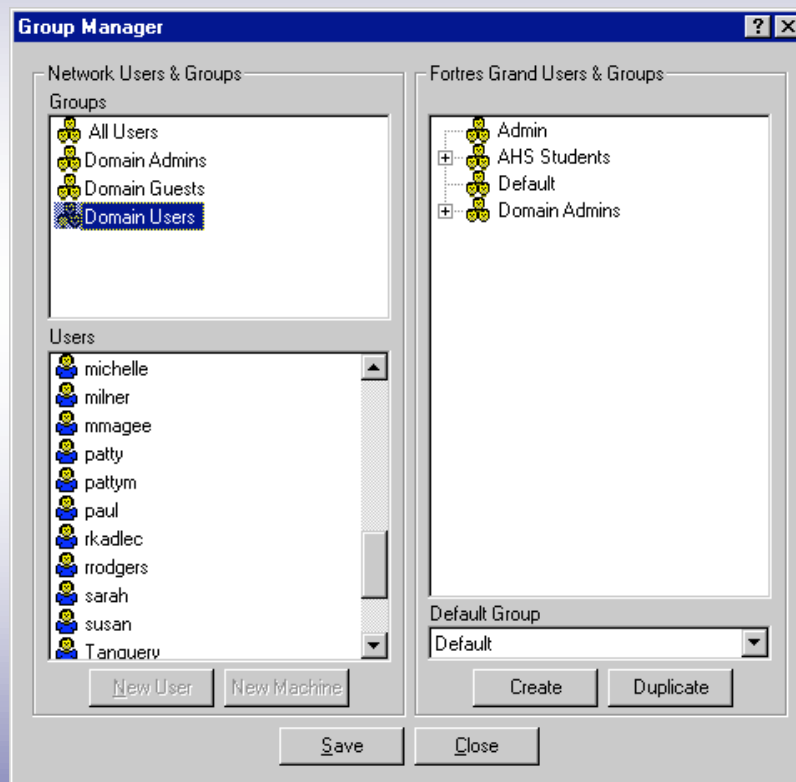 Group Manager
Network Users & Groups
Groups
All Users
Domain Admins
Domain Guests
Domain Users
Users
michelle
milner
mmagee
patty
pattym
paul
rkadlec
rrodgers
sarah
susan
Tanquery
New User
New Machine
Fortres Grand Users & Groups
Admin
AHS Students
Default
Domain Admins
Default Group
Default
Create
Duplicate
Save
Close